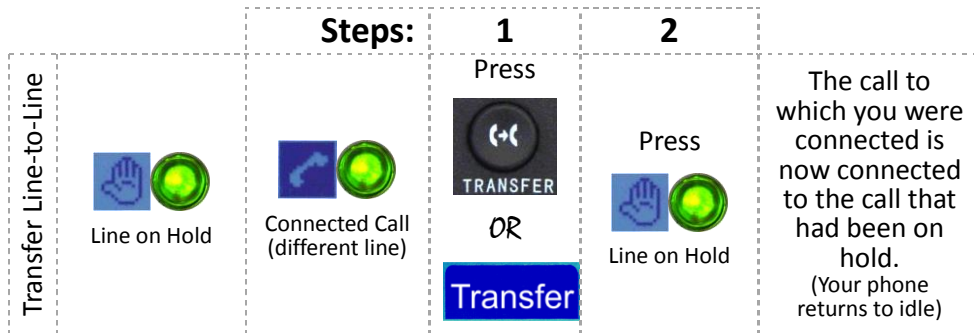 Steps:
1
2
Transfer Line-to-Line
Line on Hold
Connected Call
(different line)
Press
TRANSFER
OR
Transfer
Press
Line on Hold
The call to
which you were
connected is
now connected
to the call that
had been on
hold.
(Your phone
returns to idle)